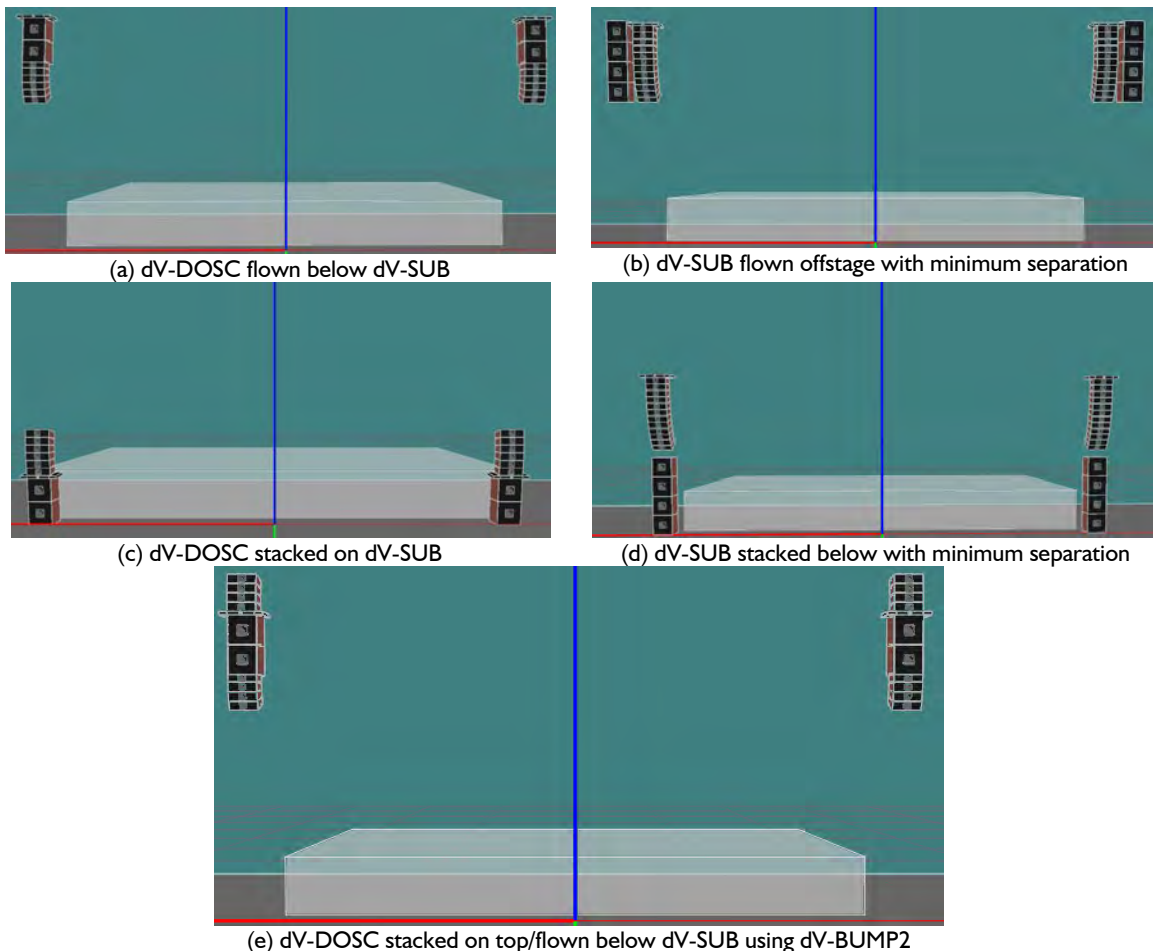 (a) dV-DOSC flown below dV-SUB
(b) dV-SUB flown offstage with minimum separation
(c) dV-DOSC stacked on dV-SUB
(d) dV-SUB stacked below with minimum separation
(e) dV-DOSC stacked on top/flown below dV-SUB using dV-BUMP2